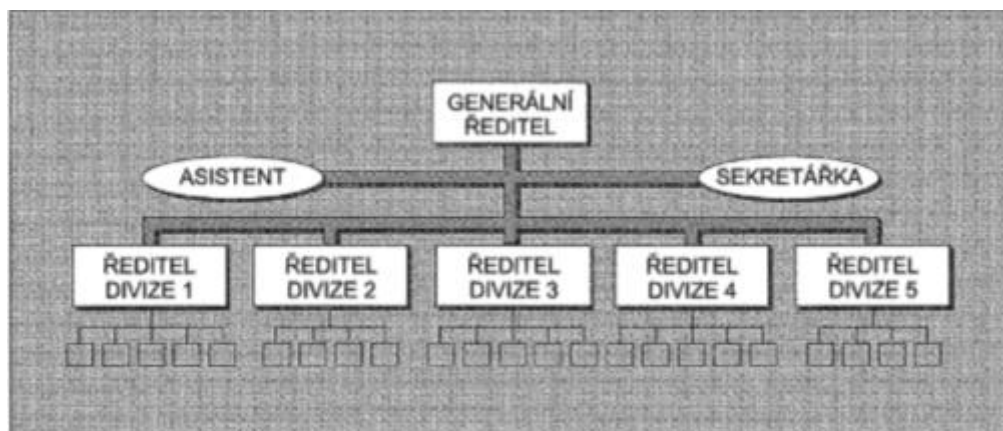 GENERÁLNÍ
ŘEDITEL
ASISTENT
SEKRETÁŘKA
ŘEDITEL
DIVIZE 1
ŘEDITEL
DIVIZE 2
ŘEDITEL
DIVIZE 3
ŘEDITEL
DIVIZE 4
ŘEDITEL
DIVIZE 5